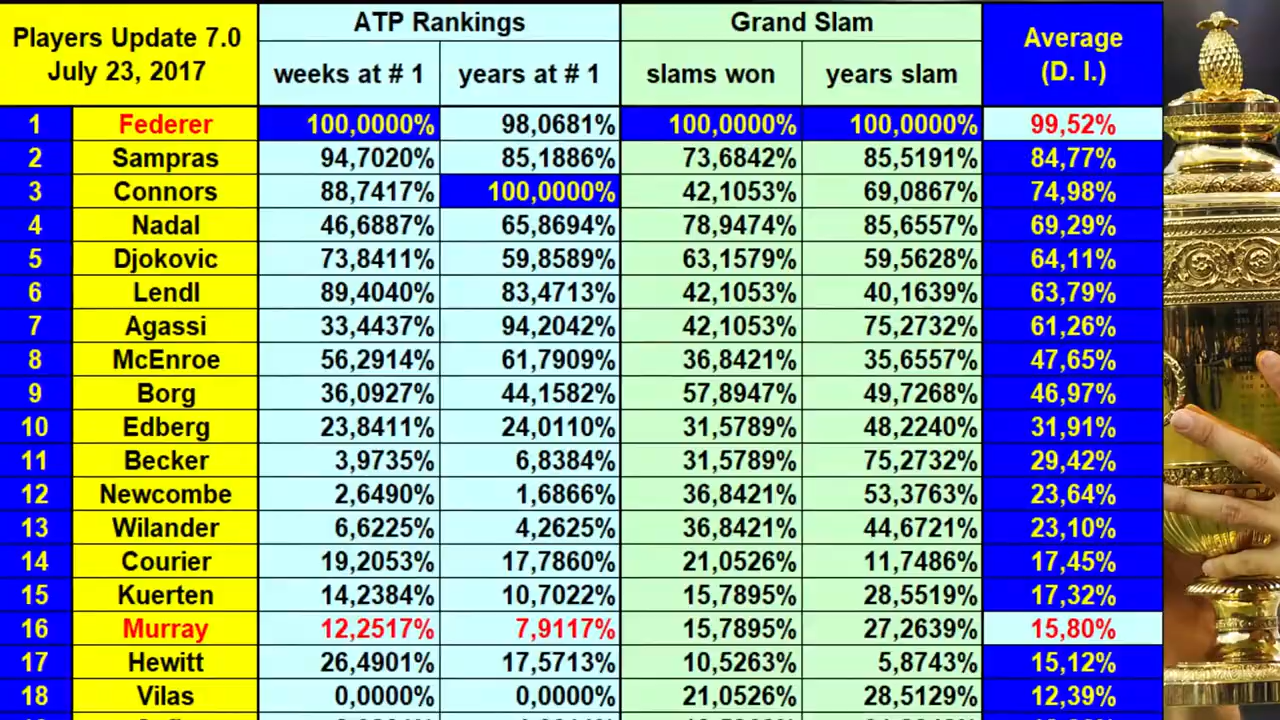 Players Update 7.0
July 23, 2017
ATP Rankings
Grand Slam
Average
(D. I.)
weeks at # 1 years at # 1 slams won years slam
1 Federer 100,0000% 98,0681% 100,0000% 100,0000% 99,52%
2 Sampras 94,7020% 85,1886% 73,6842% 85,5191% 84,77%
3 Connors 88,7417% 100,0000% 42,1053% 69,0867% 74,98%
4 Nadal 46,6887% 65,8694% 78,9474% 85,6557% 69,29%
5 Djokovic 73,8411% 59,8589% 63,1579% 59,5628% 64,11%
6 Lendl 89,4040% 83,4713% 42,1053% 40,1639% 63,79%
7 Agassi 33,4437% 94,2042% 42,1053% 75,2732% 61,26%
8 McEnroe 56,2914% 61,7909% 36,8421% 35,6557% 47,65%
9 Borg 36,0927% 44,1582% 57,8947% 49,7268% 46,97%
10 Edberg 23,8411% 24,0110% 31,5789% 48,2240% 31,91%
11 Becker 3,9735% 6,8384% 31,5789% 75,2732% 29,42%
12 Newcombe 2,6490% 1,6866% 36,8421% 53,3763% 23,64%
13 Wilander 6,6225% 4,2625% 36,8421% 44,6721% 23,10%
14 Courier 19,2053% 17,7860% 21,0526% 11,7486% 17,45%
15 Kuerten 14,2384% 10,7022% 15,7895% 28,5519% 17,32%
16 Murray 12,2517% 7,9117% 15,7895% 27,2639% 15,80%
17 Hewitt 26,4901% 17,5713% 10,5263% 5,8743% 15,12%
18 Vilas 0,0000% 0,0000% 21,0526% 28,5129% 12,39%